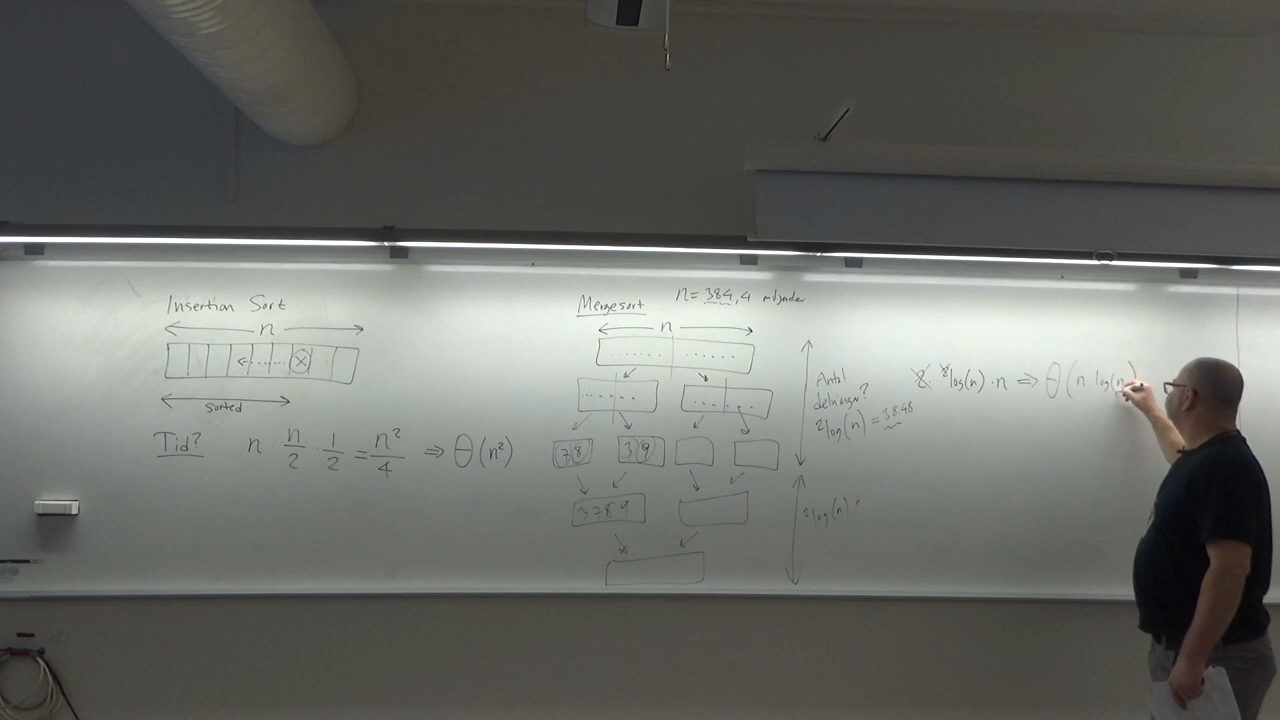 Insertion Sort
n
sorted
Tid? n n/2 · 1/2 = n²/4 ⇒ Θ(n²)
Mergesort n = 384,4 miljarder
n
7 8
3 9
3 7 8 9
Antal
delningar?
2log(n) = 38.48
2log(n)
2log(n) · n ⇒ Θ(n log(n)